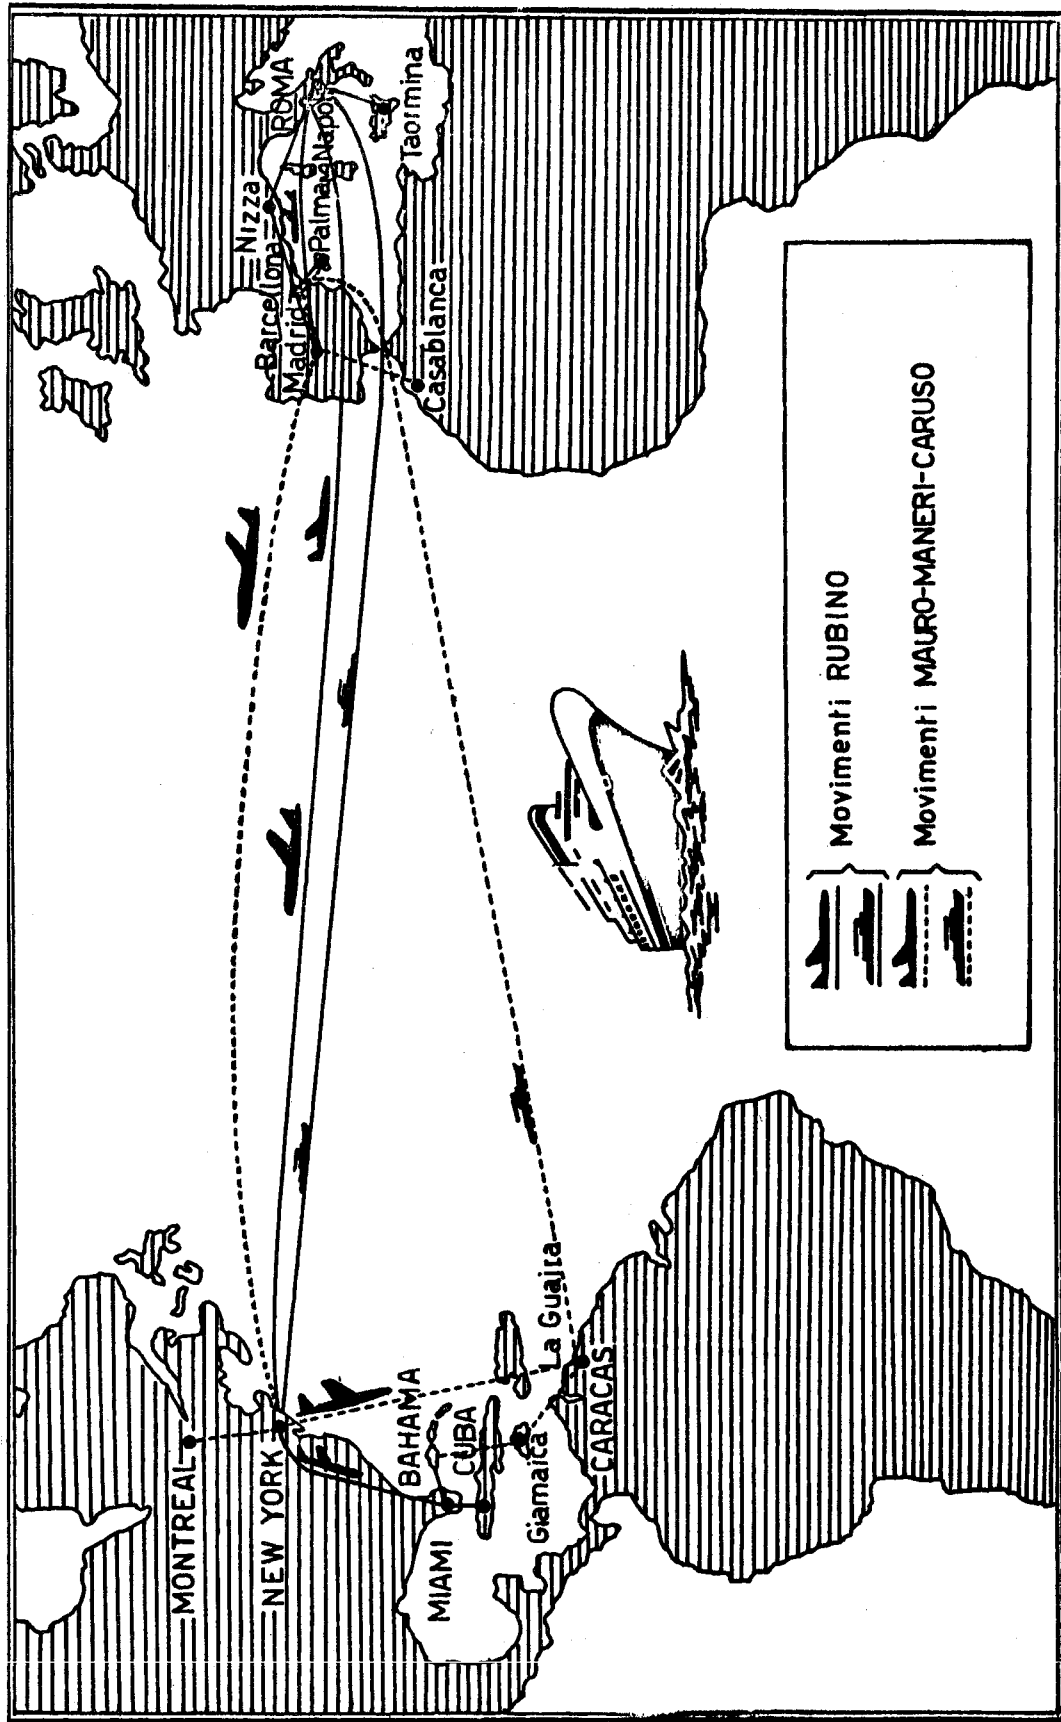 MONTREAL
NEW YORK
MIAMI
BAHAMA
CUBA
Giamaica
La Guaira
CARACAS
Nizza
ROMA
Barcellona
Madrid
Palma
Napoli
Taormina
Casablanca
Movimenti RUBINO
Movimenti MAURO-MANERI-CARUSO